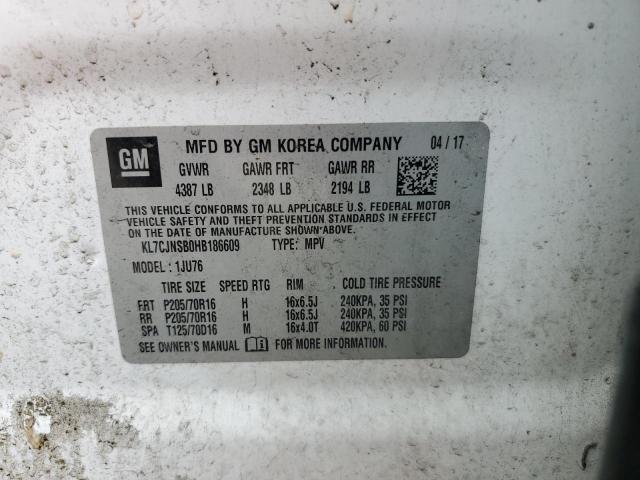 GM
MFD BY GM KOREA COMPANY 04 / 17
GVWR GAWR FRT GAWR RR
4387 LB 2348 LB 2194 LB
THIS VEHICLE CONFORMS TO ALL APPLICABLE U.S. FEDERAL MOTOR
VEHICLE SAFETY AND THEFT PREVENTION STANDARDS IN EFFECT
ON THE DATE OF MANUFACTURE SHOWN ABOVE.
KL7CJNSB0HB186609 TYPE: MPV
MODEL: 1JU76
TIRE SIZE SPEED RTG RIM COLD TIRE PRESSURE
FRT P205/70R16 H 16x6.5J 240KPA, 35 PSI
RR P205/70R16 H 16x6.5J 240KPA, 35 PSI
SPA T125/70D16 M 16x4.0T 420KPA, 60 PSI
SEE OWNER'S MANUAL FOR MORE INFORMATION.